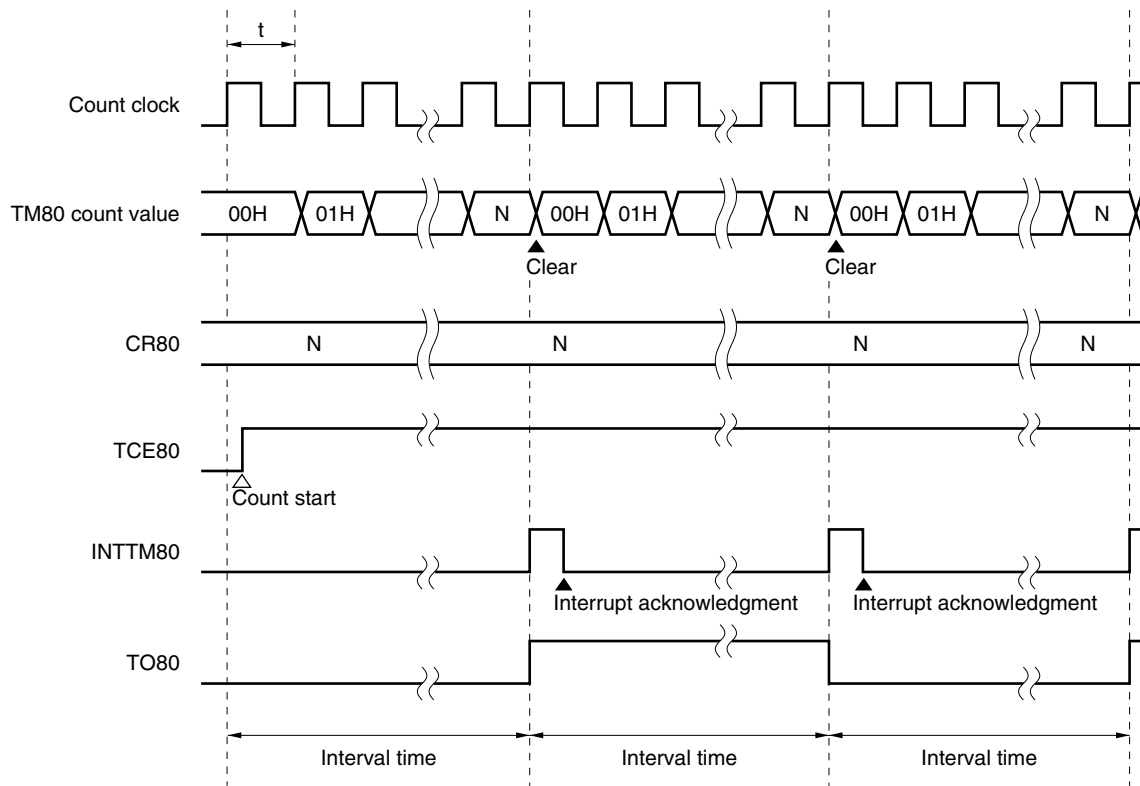 t
Count clock
TM80 count value 00H 01H N 00H 01H N 00H 01H N
Clear Clear
CR80 N N N N
TCE80
Count start
INTTM80
Interrupt acknowledgment Interrupt acknowledgment
TO80
Interval time Interval time Interval time